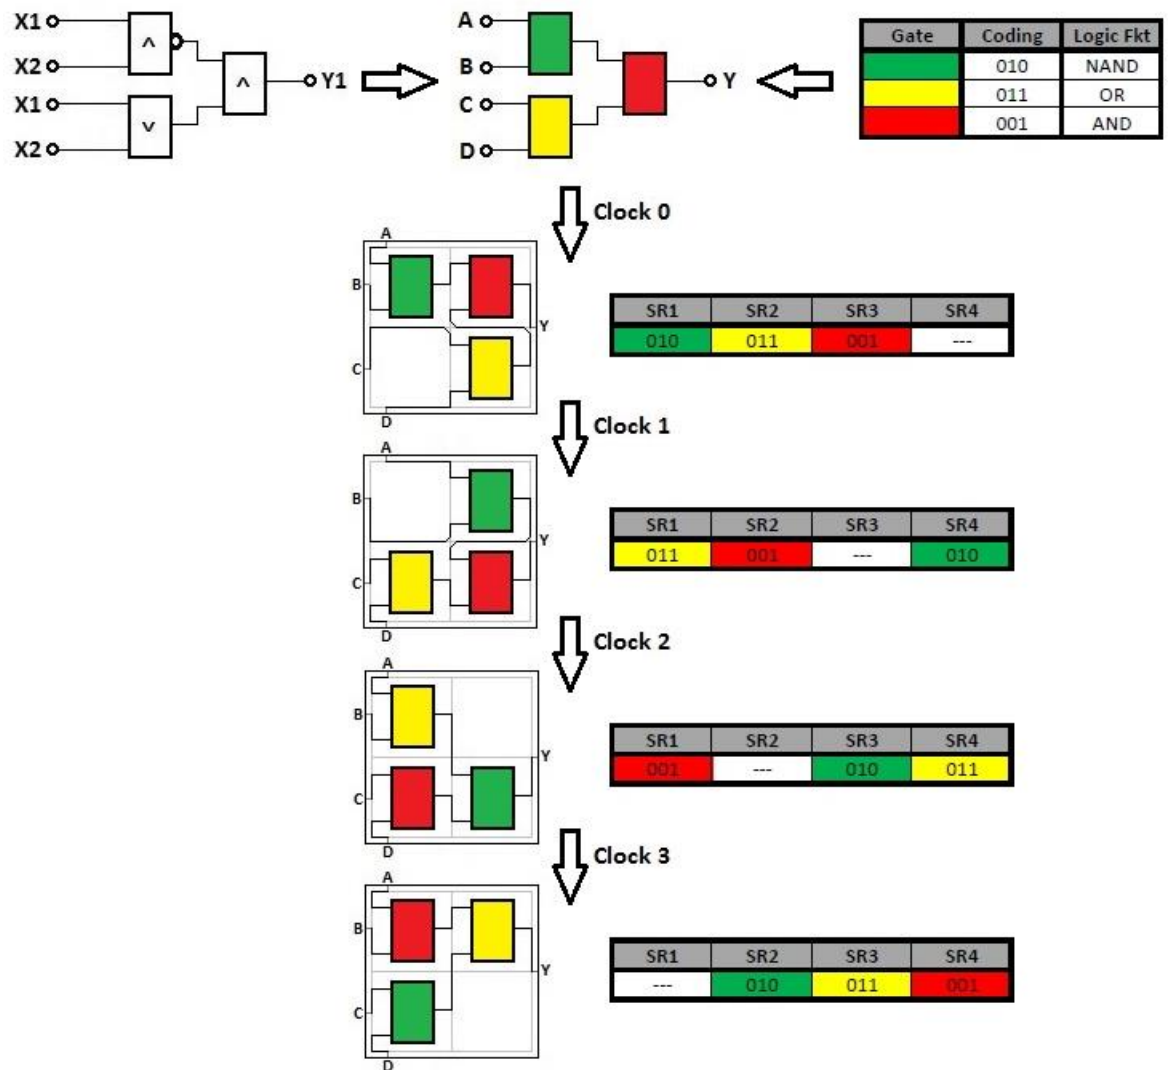 X1
X2
X1
X2
^
v
^
Y1
A
B
C
D
Y
Gate Coding Logic Fkt
010 NAND
011 OR
001 AND
Clock 0
A
B
C
D
Y
SR1 SR2 SR3 SR4
010 011 001 ---
Clock 1
A
B
C
D
Y
SR1 SR2 SR3 SR4
011 001 --- 010
Clock 2
A
B
C
D
Y
SR1 SR2 SR3 SR4
001 --- 010 011
Clock 3
A
B
C
D
Y
SR1 SR2 SR3 SR4
--- 010 011 001